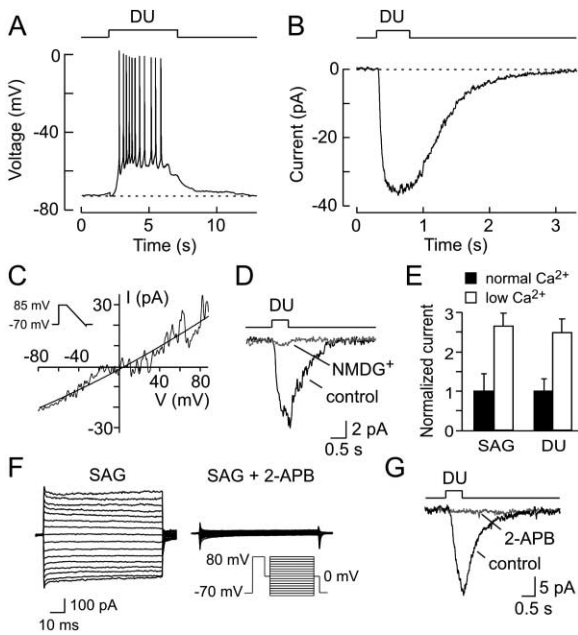 A
DU
Voltage (mV)
0
-40
-80
0
5
10
Time (s)
B
DU
Current (pA)
0
-20
-40
0
1
2
3
Time (s)
C
I (pA)
85 mV
-70 mV
30
-80
-40
40
80
V (mV)
-30
D
DU
NMDG+
control
2 pA
0.5 s
E
normal Ca2+
low Ca2+
Normalized current
3
2
1
0
SAG
DU
F
SAG
SAG + 2-APB
80 mV
-70 mV
0 mV
100 pA
10 ms
G
DU
2-APB
control
5 pA
0.5 s